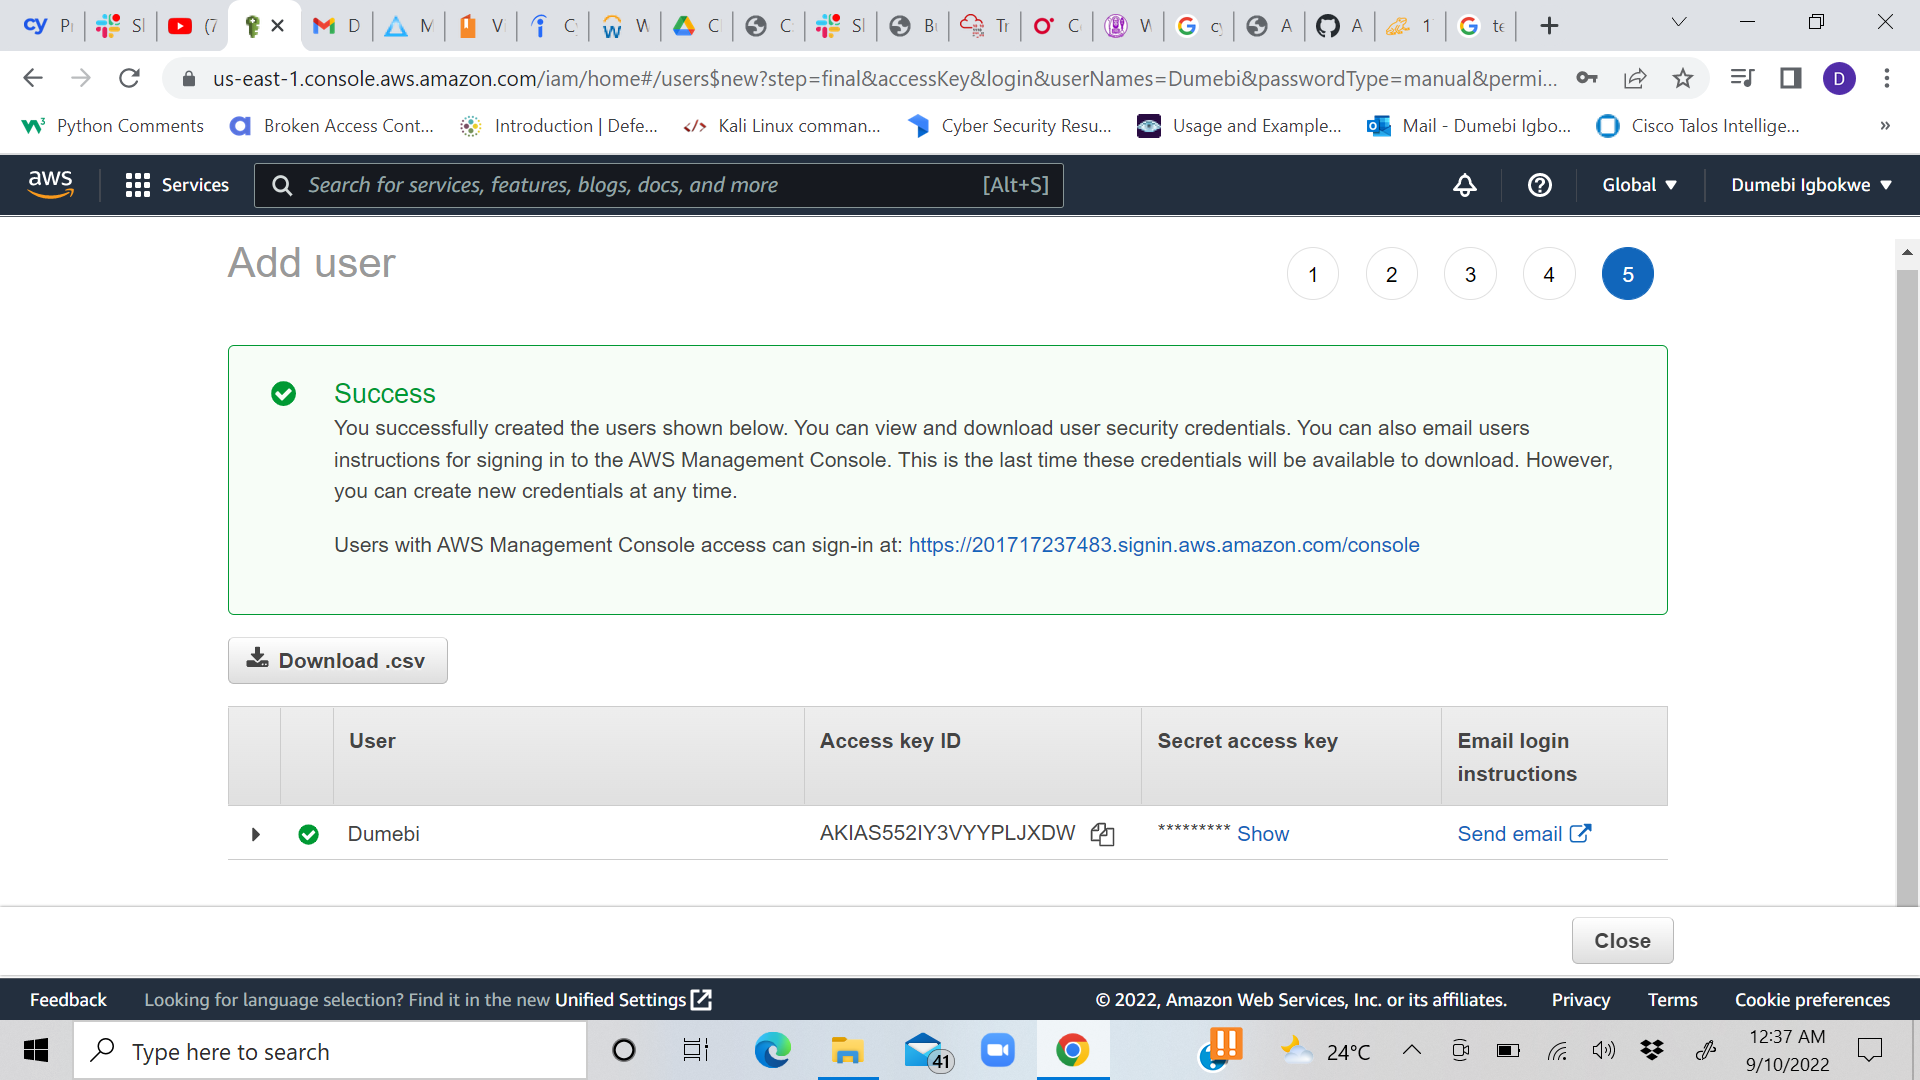 us-east-1.console.aws.amazon.com/iam/home#/users$new?step=final&accessKey&login&userNames=Dumebi&passwordType=manual&permi...
D
Python Comments
Broken Access Cont...
Introduction | Defe...
Kali Linux comman...
Cyber Security Resu...
Usage and Example...
Mail - Dumebi Igbo...
Cisco Talos Intellige...
»
aws
Services
Search for services, features, blogs, docs, and more
[Alt+S]
Global
Dumebi Igbokwe
Add user
1 2 3 4 5
Success
You successfully created the users shown below. You can view and download user security credentials. You can also email users
instructions for signing in to the AWS Management Console. This is the last time these credentials will be available to download. However,
you can create new credentials at any time.
Users with AWS Management Console access can sign-in at: https://201717237483.signin.aws.amazon.com/console
Download .csv
User
Access key ID
Secret access key
Email login
instructions
Dumebi
AKIAS552IY3VYYPLJXDW
********* Show
Send email
Close
Feedback
Looking for language selection? Find it in the new Unified Settings
© 2022, Amazon Web Services, Inc. or its affiliates.
Privacy
Terms
Cookie preferences
Type here to search
41
24°C
12:37 AM
9/10/2022